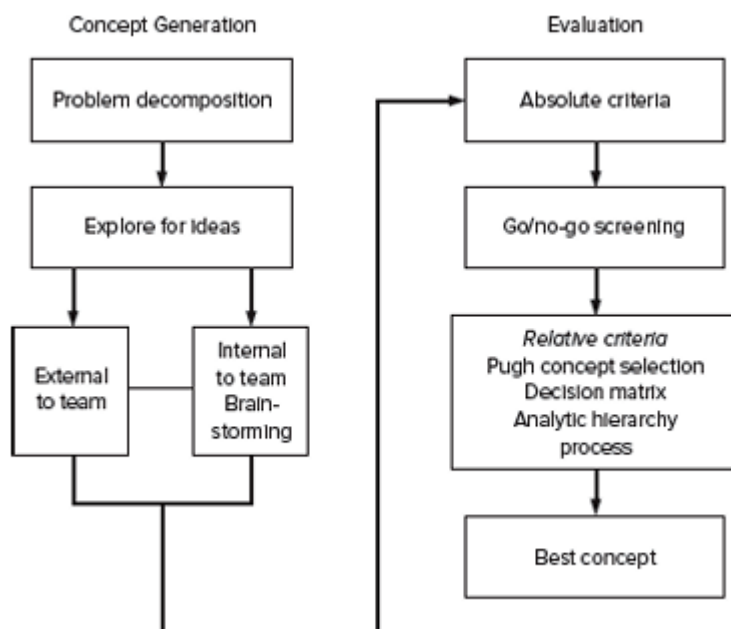 Concept Generation
Problem decomposition
Explore for ideas
External
to team
Internal
to team
Brain-
storming
Evaluation
Absolute criteria
Go/no-go screening
Relative criteria
Pugh concept selection
Decision matrix
Analytic hierarchy
process
Best concept